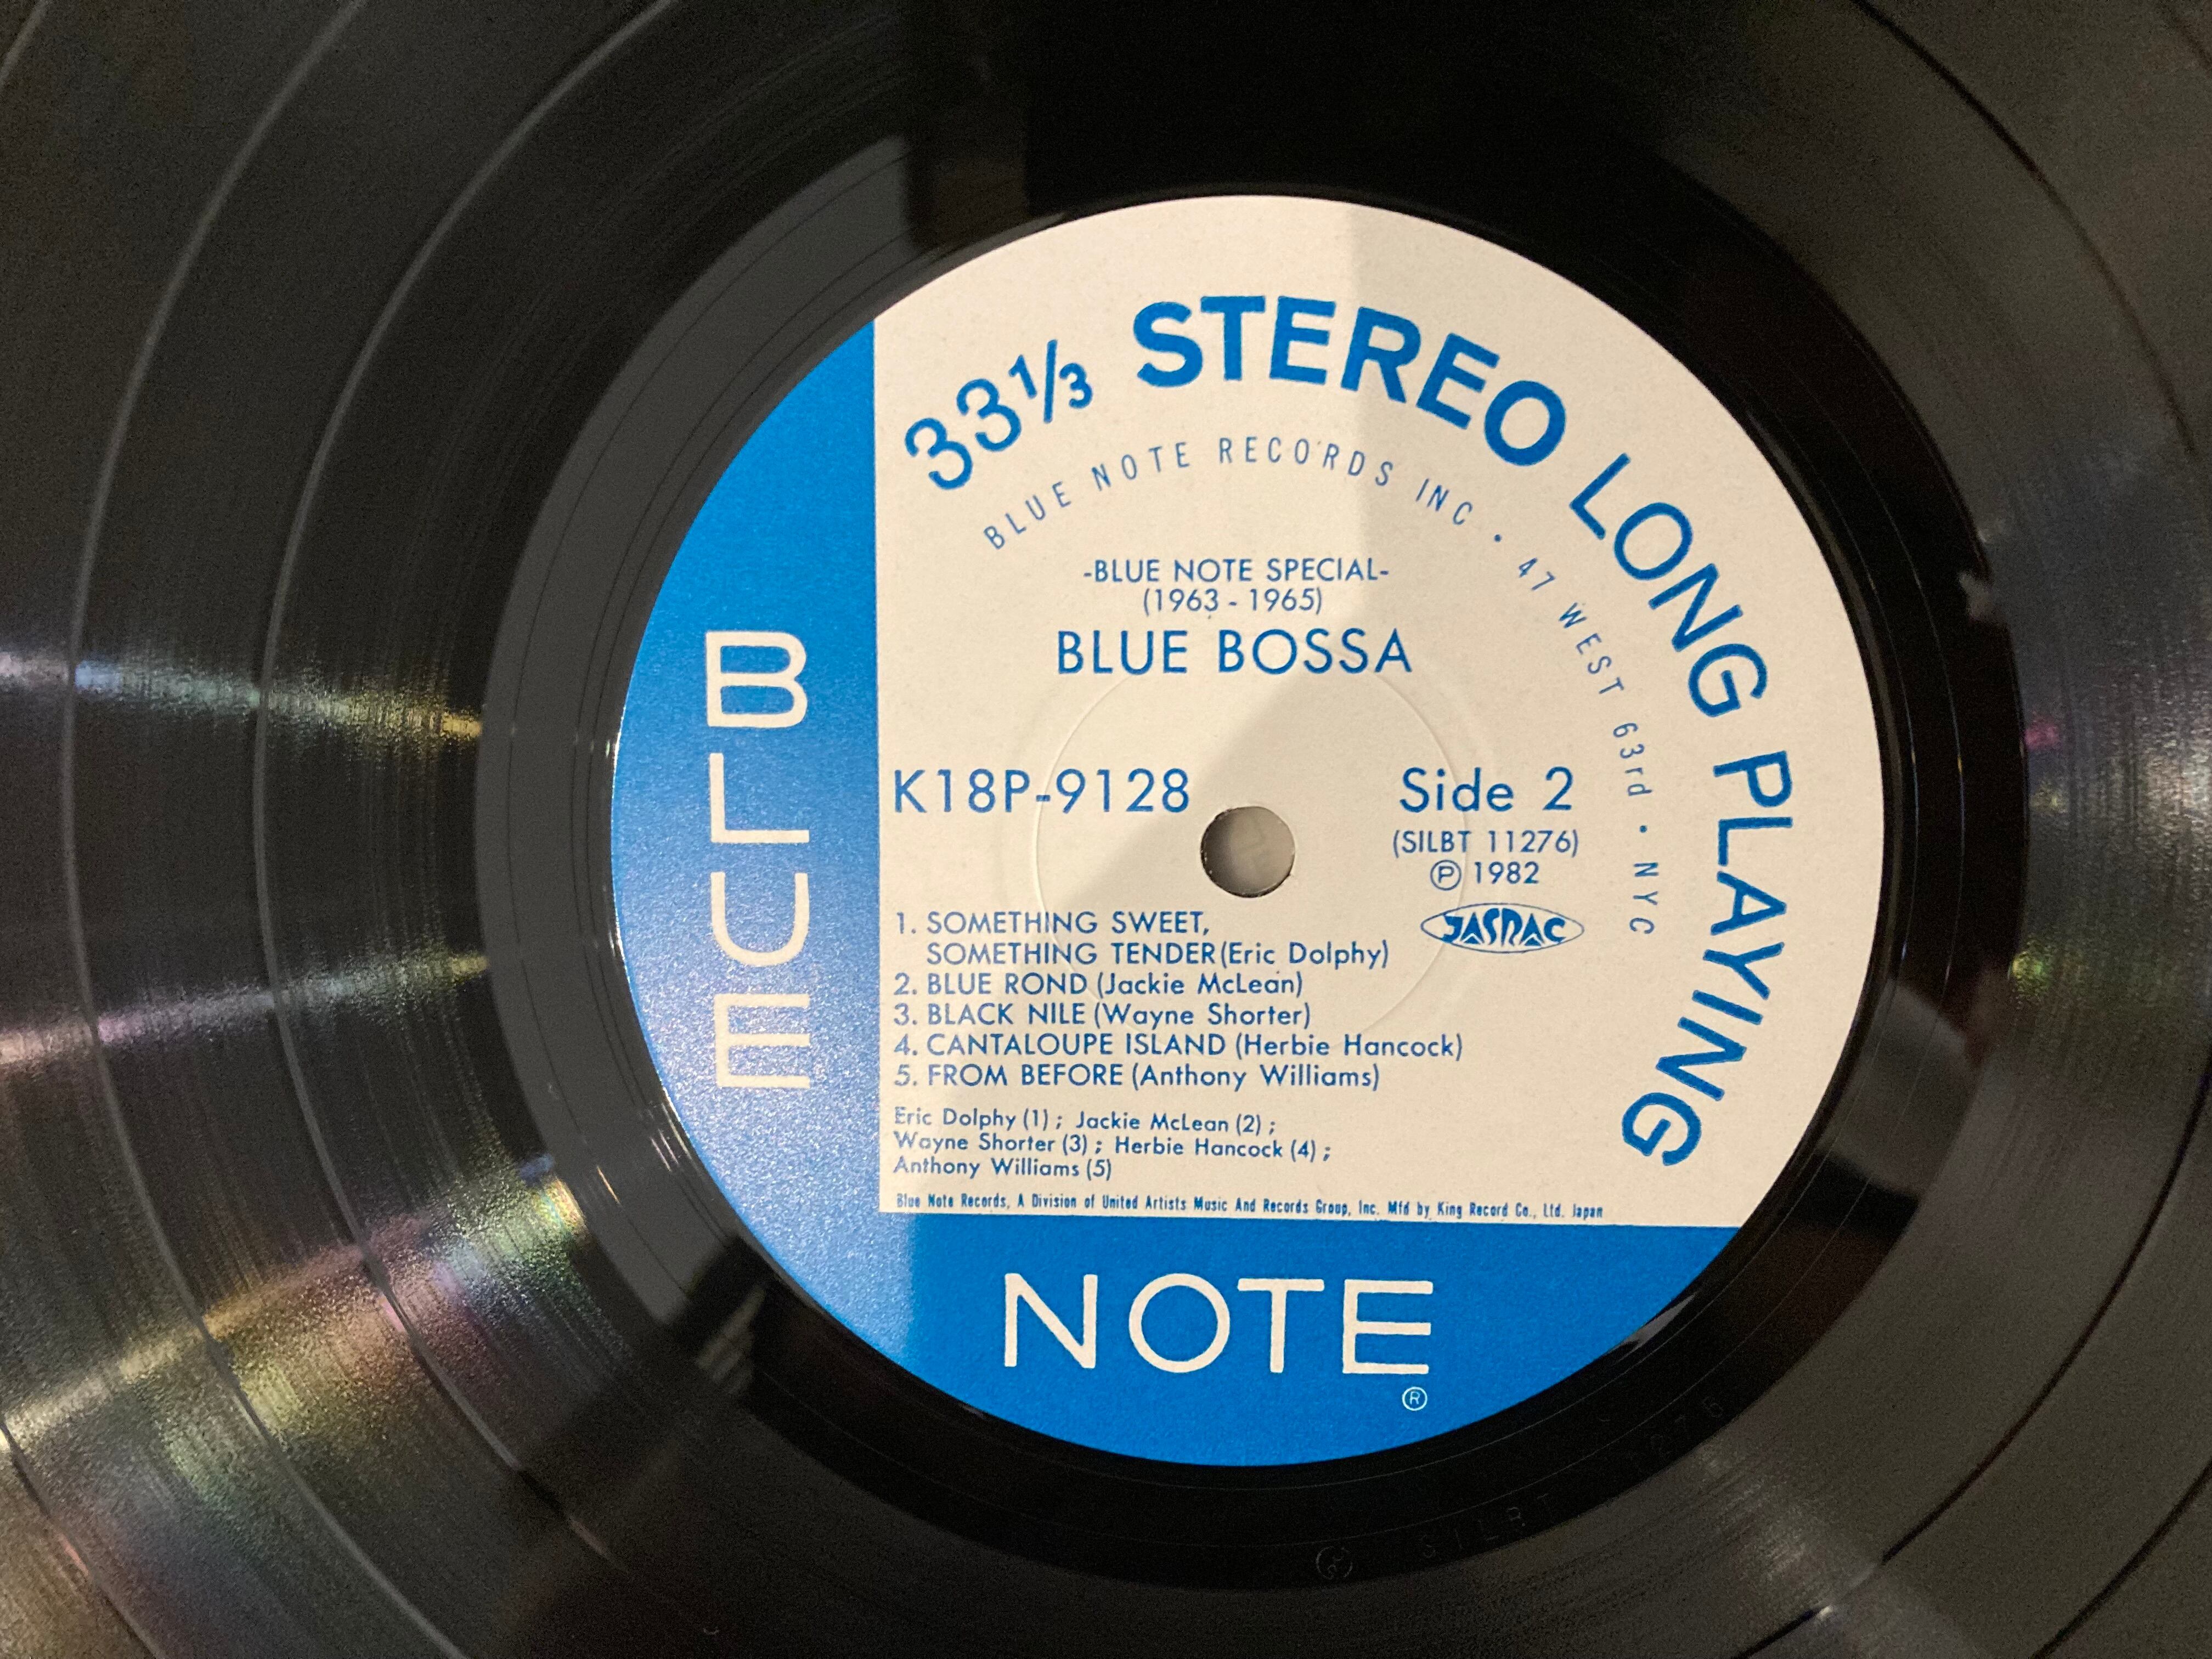 33⅓ STEREO LONG PLAYING
BLUE NOTE RECORDS INC • 47 WEST 63rd • NYC
-BLUE NOTE SPECIAL-
(1963 - 1965)
BLUE BOSSA
K18P-9128
Side 2
(SILBT 11276)
Ⓟ 1982
JASRAC
1. SOMETHING SWEET,
SOMETHING TENDER (Eric Dolphy)
2. BLUE ROND (Jackie McLean)
3. BLACK NILE (Wayne Shorter)
4. CANTALOUPE ISLAND (Herbie Hancock)
5. FROM BEFORE (Anthony Williams)
Eric Dolphy (1) ; Jackie McLean (2) ;
Wayne Shorter (3) ; Herbie Hancock (4) ;
Anthony Williams (5)
Blue Note Records, A Division of United Artists Music And Records Group, Inc. Mfd by King Record Co., Ltd. Japan
BLUE
NOTE
®